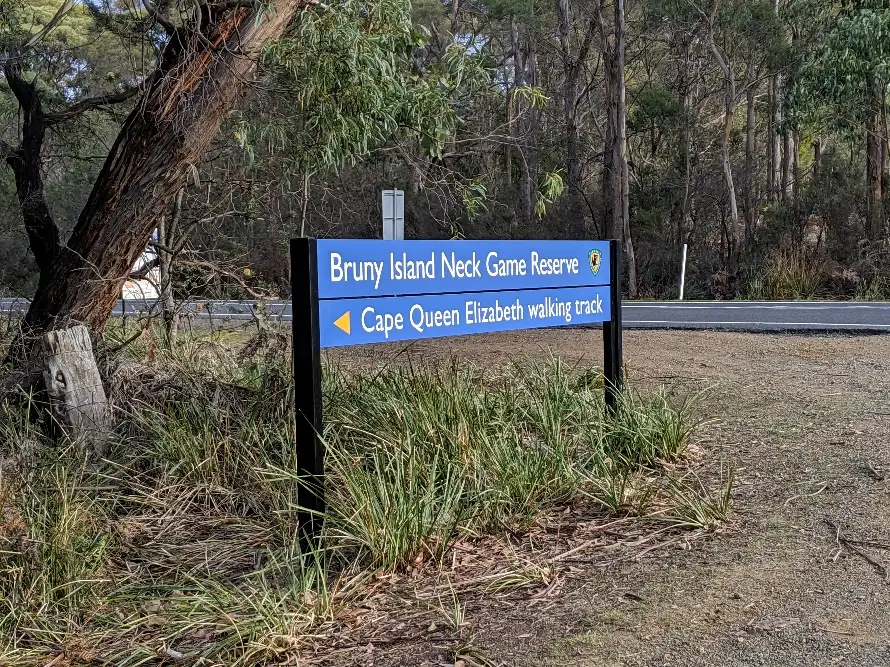 Bruny Island Neck Game Reserve
Cape Queen Elizabeth walking track